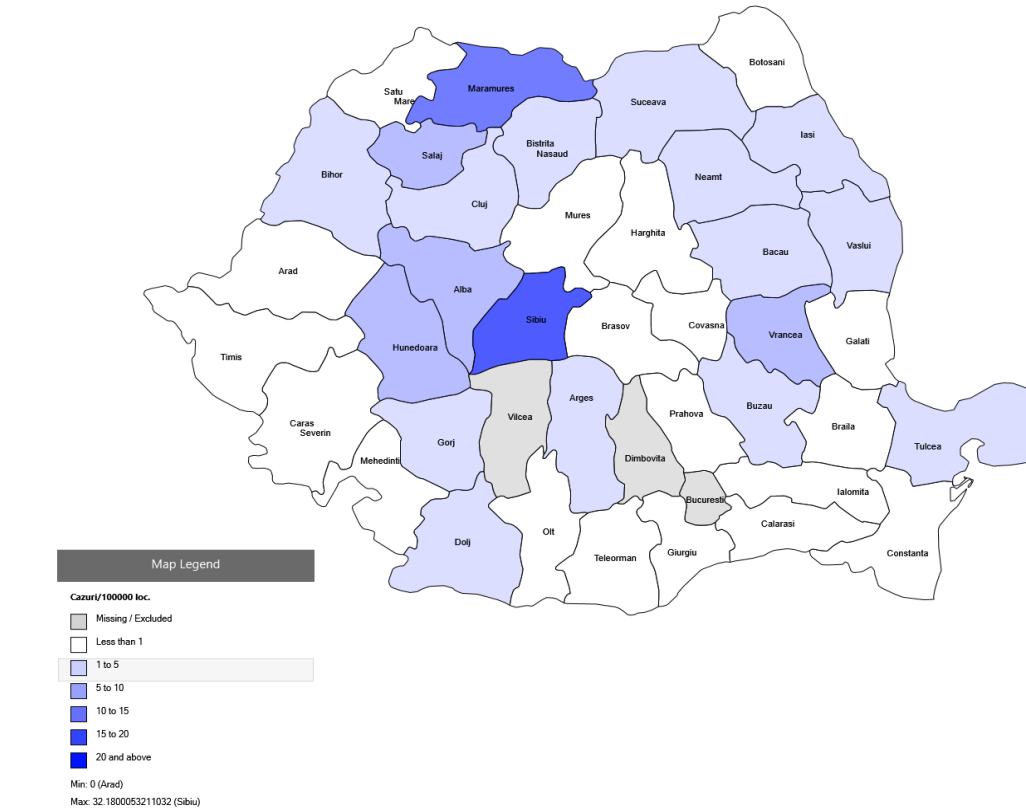 Botosani
Satu
Mare
Maramures
Suceava
Iasi
Bistrita
Nasaud
Salaj
Bihor
Neamt
Cluj
Mures
Harghita
Bacau
Vaslui
Arad
Alba
Sibiu
Brasov
Covasna
Vrancea
Galati
Hunedoara
Timis
Arges
Buzau
Prahova
Vilcea
Caras
Severin
Braila
Gorj
Tulcea
Mehedinti
Dimbovita
Ialomita
Bucuresti
Calarasi
Olt
Dolj
Giurgiu
Constanta
Teleorman
Map Legend
Cazuri/100000 loc.
Missing / Excluded
Less than 1
1 to 5
5 to 10
10 to 15
15 to 20
20 and above
Min: 0 (Arad)
Max: 32.1800053211032 (Sibiu)